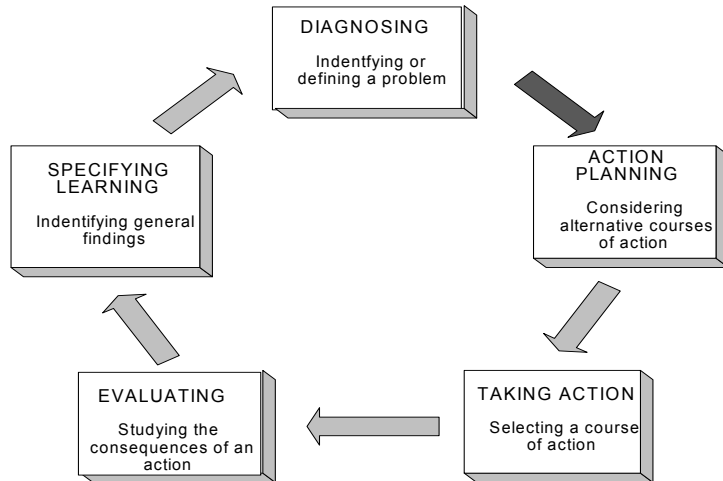 DIAGNOSING
Indentfying or
defining a problem
ACTION
PLANNING
Considering
alternative courses
of action
TAKING ACTION
Selecting a course
of action
EVALUATING
Studying the
consequences of an
action
SPECIFYING
LEARNING
Indentifying general
findings